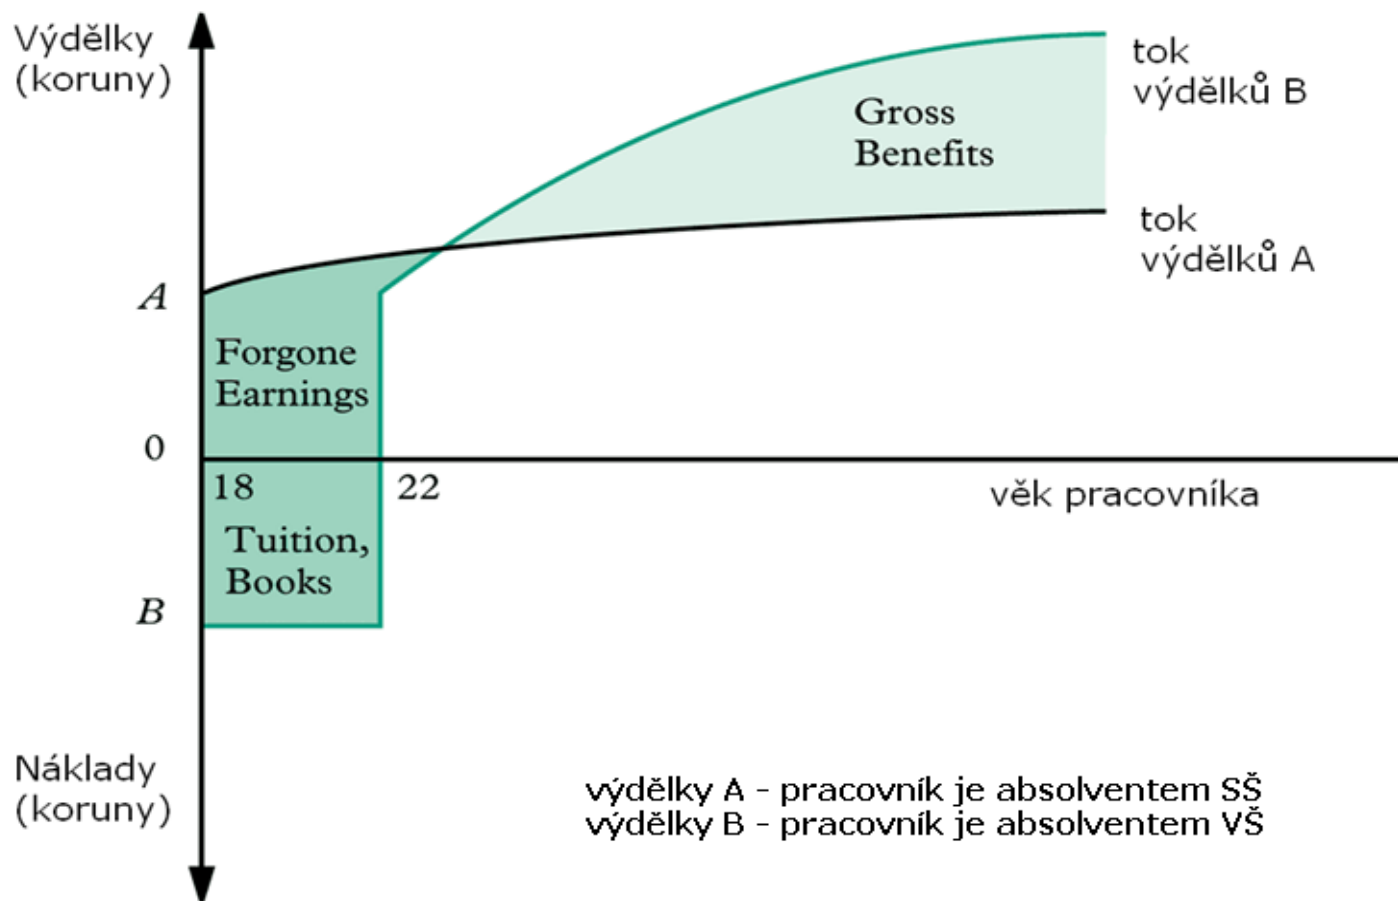 Výdělky
(koruny)
tok
výdělků B
Gross
Benefits
tok
výdělků A
A
Forgone
Earnings
0
18
22
věk pracovníka
Tuition,
Books
B
Náklady
(koruny)
výdělky A - pracovník je absolventem SŠ
výdělky B - pracovník je absolventem VŠ